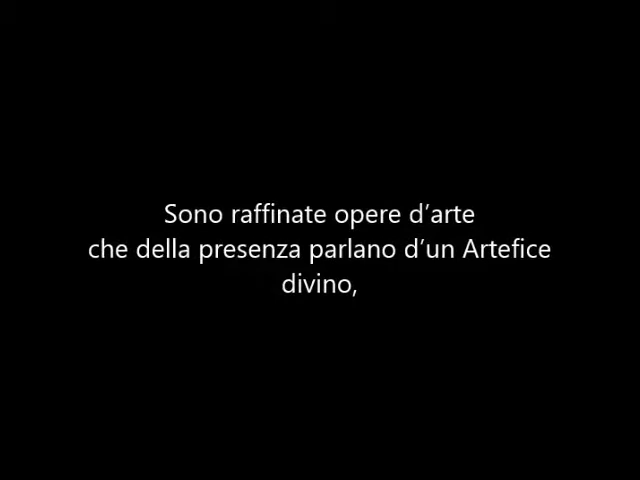 Sono raffinate opere d’arte
che della presenza parlano d’un Artefice
divino,